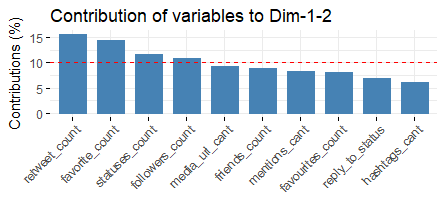 Contribution of variables to Dim-1-2
Contributions (%)
15
10
5
0
retweet_count
favorite_count
statuses_count
followers_count
media_url_cant
friends_count
mentions_cant
favourites_count
reply_to_status
hashtags_cant